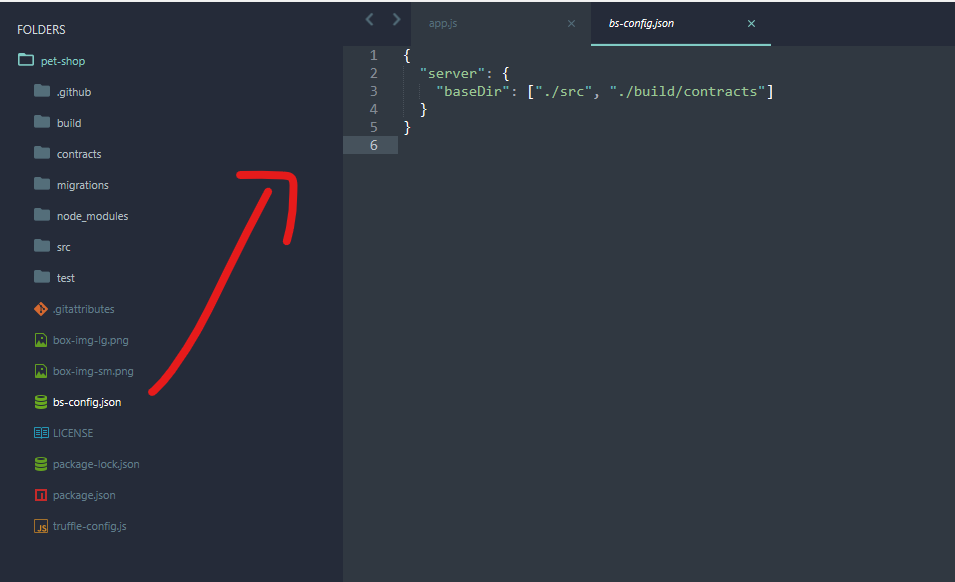 FOLDERS
pet-shop
.github
build
contracts
migrations
node_modules
src
test
.gitattributes
box-img-lg.png
box-img-sm.png
bs-config.json
LICENSE
package-lock.json
package.json
JS truffle-config.js
app.js
bs-config.json
1 {
2 "server": {
3 "baseDir": ["./src", "./build/contracts"]
4 }
5 }
6